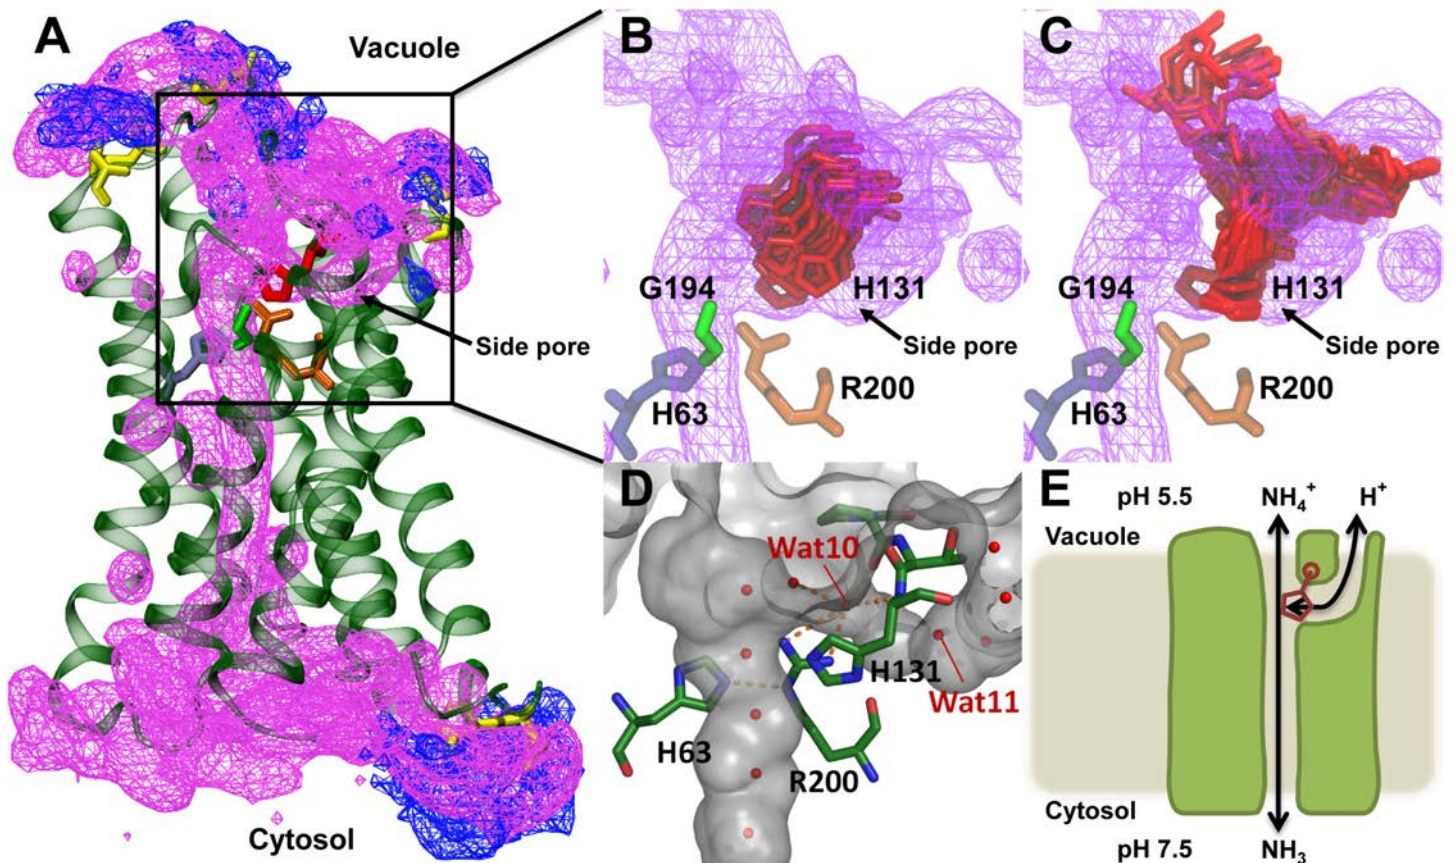 A
Vacuole
Side pore
Cytosol
B
G194
H131
Side pore
R200
H63
C
G194
H131
Side pore
R200
H63
D
Wat10
H131
Wat11
H63
R200
E
pH 5.5
NH₄⁺
H⁺
Vacuole
Cytosol
pH 7.5
NH₃